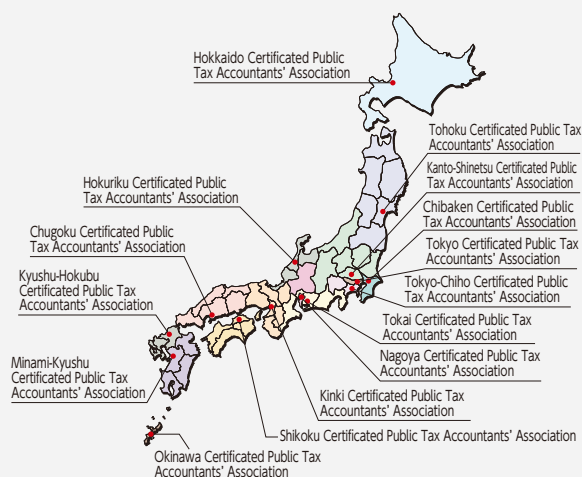 Hokkaido Certificated Public
Tax Accountants' Association
Tohoku Certificated Public Tax
Accountants' Association
Kanto-Shinetsu Certificated Public
Tax Accountants' Association
Hokuriku Certificated Public
Tax Accountants' Association
Chibaken Certificated Public
Tax Accountants' Association
Chugoku Certificated Public
Tax Accountants' Association
Tokyo Certificated Public Tax
Accountants' Association
Kyushu-Hokubu
Certificated Public Tax
Accountants' Association
Tokyo-Chiho Certificated Public
Tax Accountants' Association
Tokai Certificated Public Tax
Accountants' Association
Nagoya Certificated Public Tax
Accountants' Association
Minami-Kyushu
Certificated Public Tax
Accountants' Association
Kinki Certificated Public Tax
Accountants' Association
Shikoku Certificated Public Tax Accountants' Association
Okinawa Certificated Public Tax
Accountants' Association